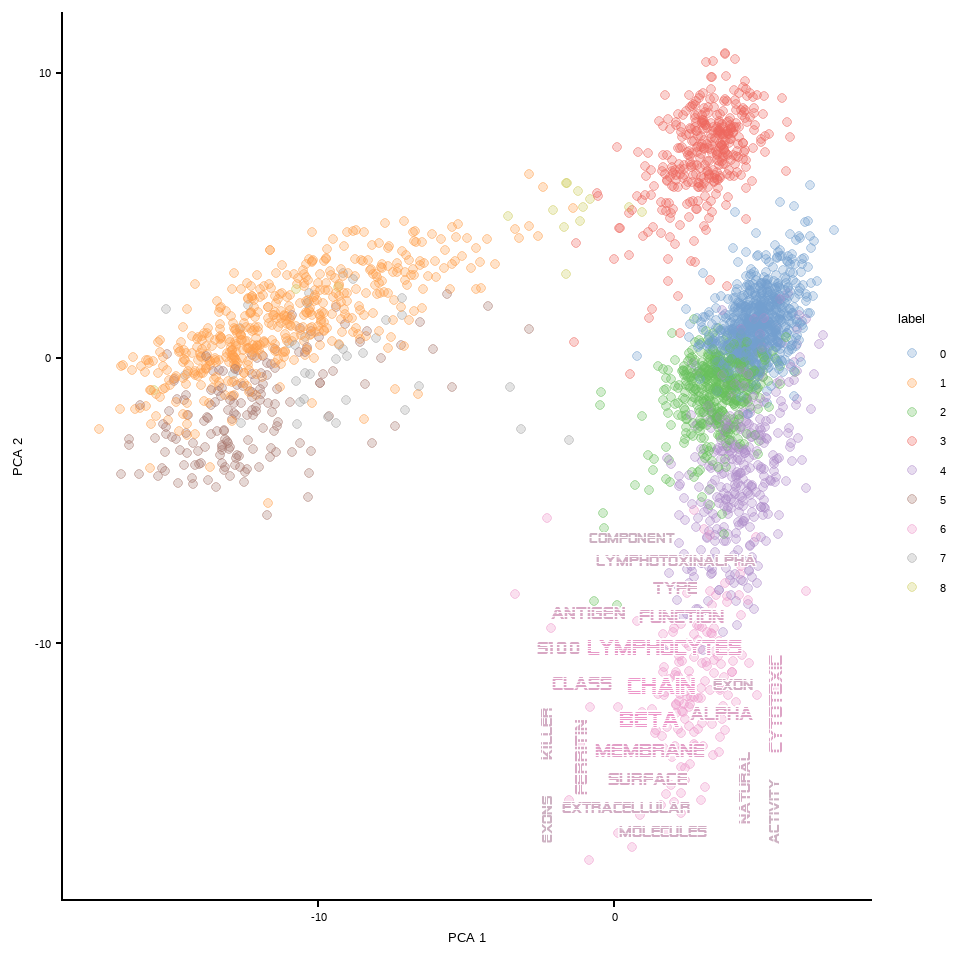 10
0
-10
PCA 2
-10
0
PCA 1
label
0
1
2
3
4
5
6
7
8
COMPONENT
LYMPHOTOXINALPHA
TYPE
ANTIGEN FUNCTION
S100 LYMPHOCYTES
CLASS CHAIN EXON
BETA ALPHA
MEMBRANE
SURFACE
EXTRACELLULAR
MOLECULES
KILLER
EXONS
NATURAL
CYTOTOXIC
ACTIVITY